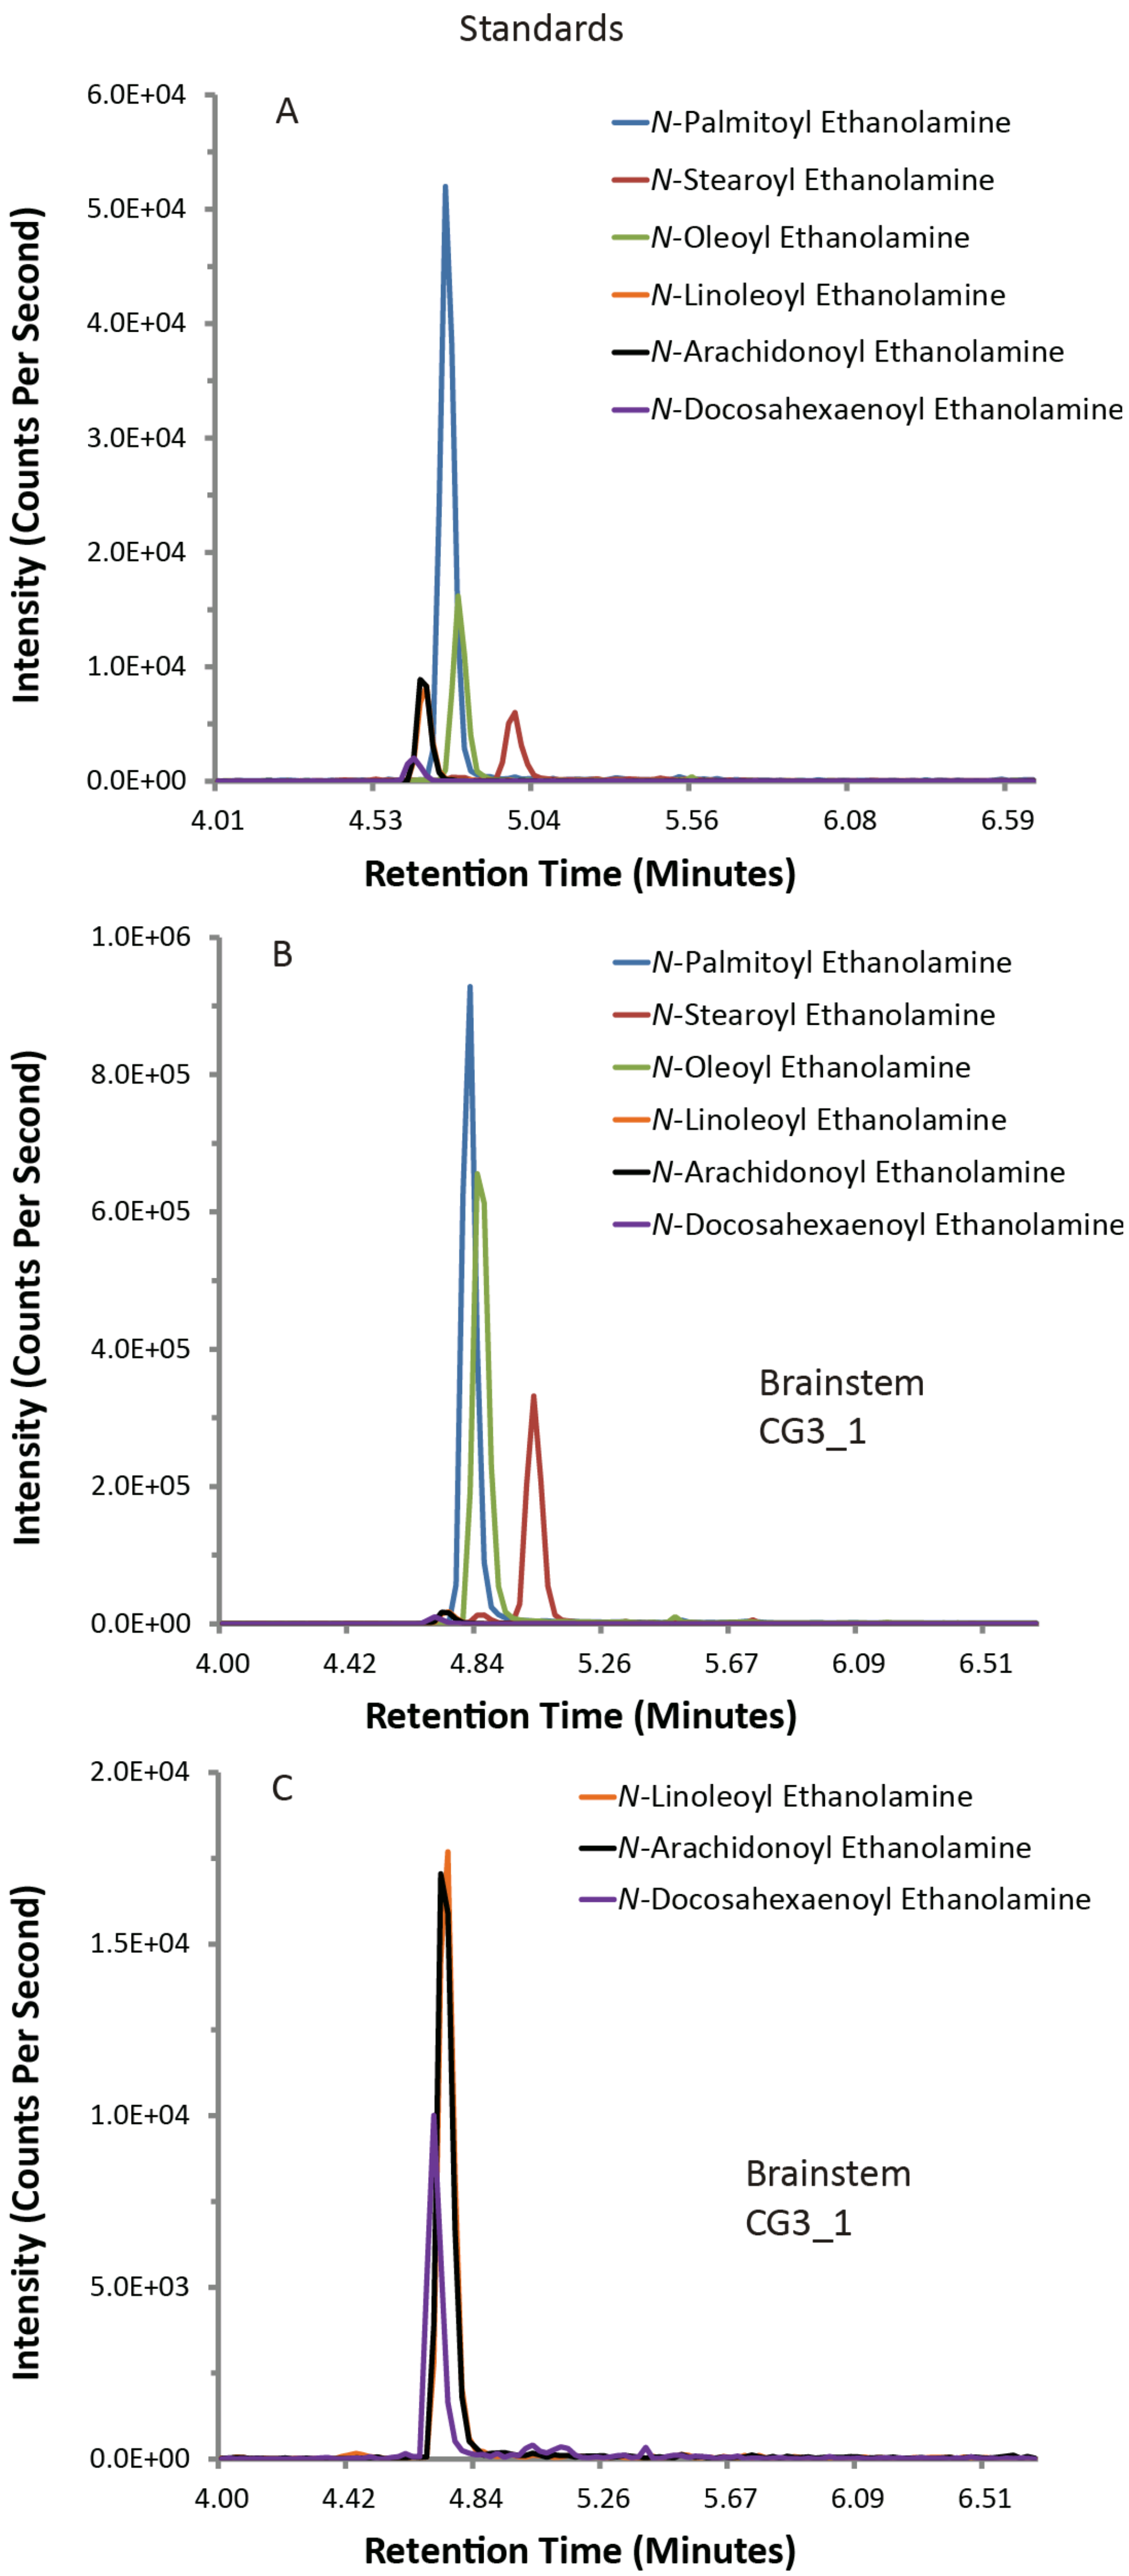 Standards
A
6.0E+04
5.0E+04
4.0E+04
3.0E+04
2.0E+04
1.0E+04
0.0E+00
Intensity (Counts Per Second)
N-Palmitoyl Ethanolamine
N-Stearoyl Ethanolamine
N-Oleoyl Ethanolamine
N-Linoleoyl Ethanolamine
N-Arachidonoyl Ethanolamine
N-Docosahexaenoyl Ethanolamine
4.01 4.53 5.04 5.56 6.08 6.59
Retention Time (Minutes)
B
1.0E+06
8.0E+05
6.0E+05
4.0E+05
2.0E+05
0.0E+00
Intensity (Counts Per Second)
N-Palmitoyl Ethanolamine
N-Stearoyl Ethanolamine
N-Oleoyl Ethanolamine
N-Linoleoyl Ethanolamine
N-Arachidonoyl Ethanolamine
N-Docosahexaenoyl Ethanolamine
Brainstem
CG3_1
4.00 4.42 4.84 5.26 5.67 6.09 6.51
Retention Time (Minutes)
C
2.0E+04
1.5E+04
1.0E+04
5.0E+03
0.0E+00
Intensity (Counts Per Second)
N-Linoleoyl Ethanolamine
N-Arachidonoyl Ethanolamine
N-Docosahexaenoyl Ethanolamine
Brainstem
CG3_1
4.00 4.42 4.84 5.26 5.67 6.09 6.51
Retention Time (Minutes)